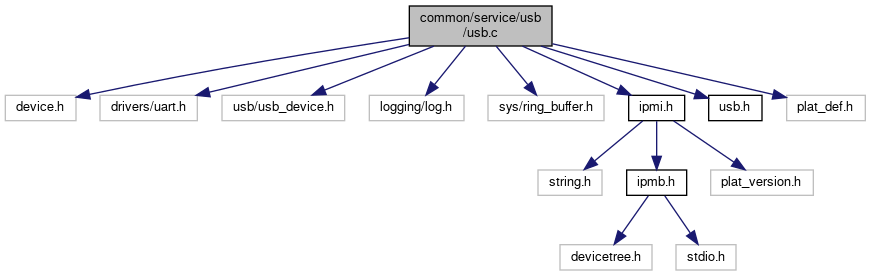 common/service/usb
/usb.c
device.h
drivers/uart.h
usb/usb_device.h
logging/log.h
sys/ring_buffer.h
ipmi.h
usb.h
plat_def.h
string.h
ipmb.h
plat_version.h
devicetree.h
stdio.h